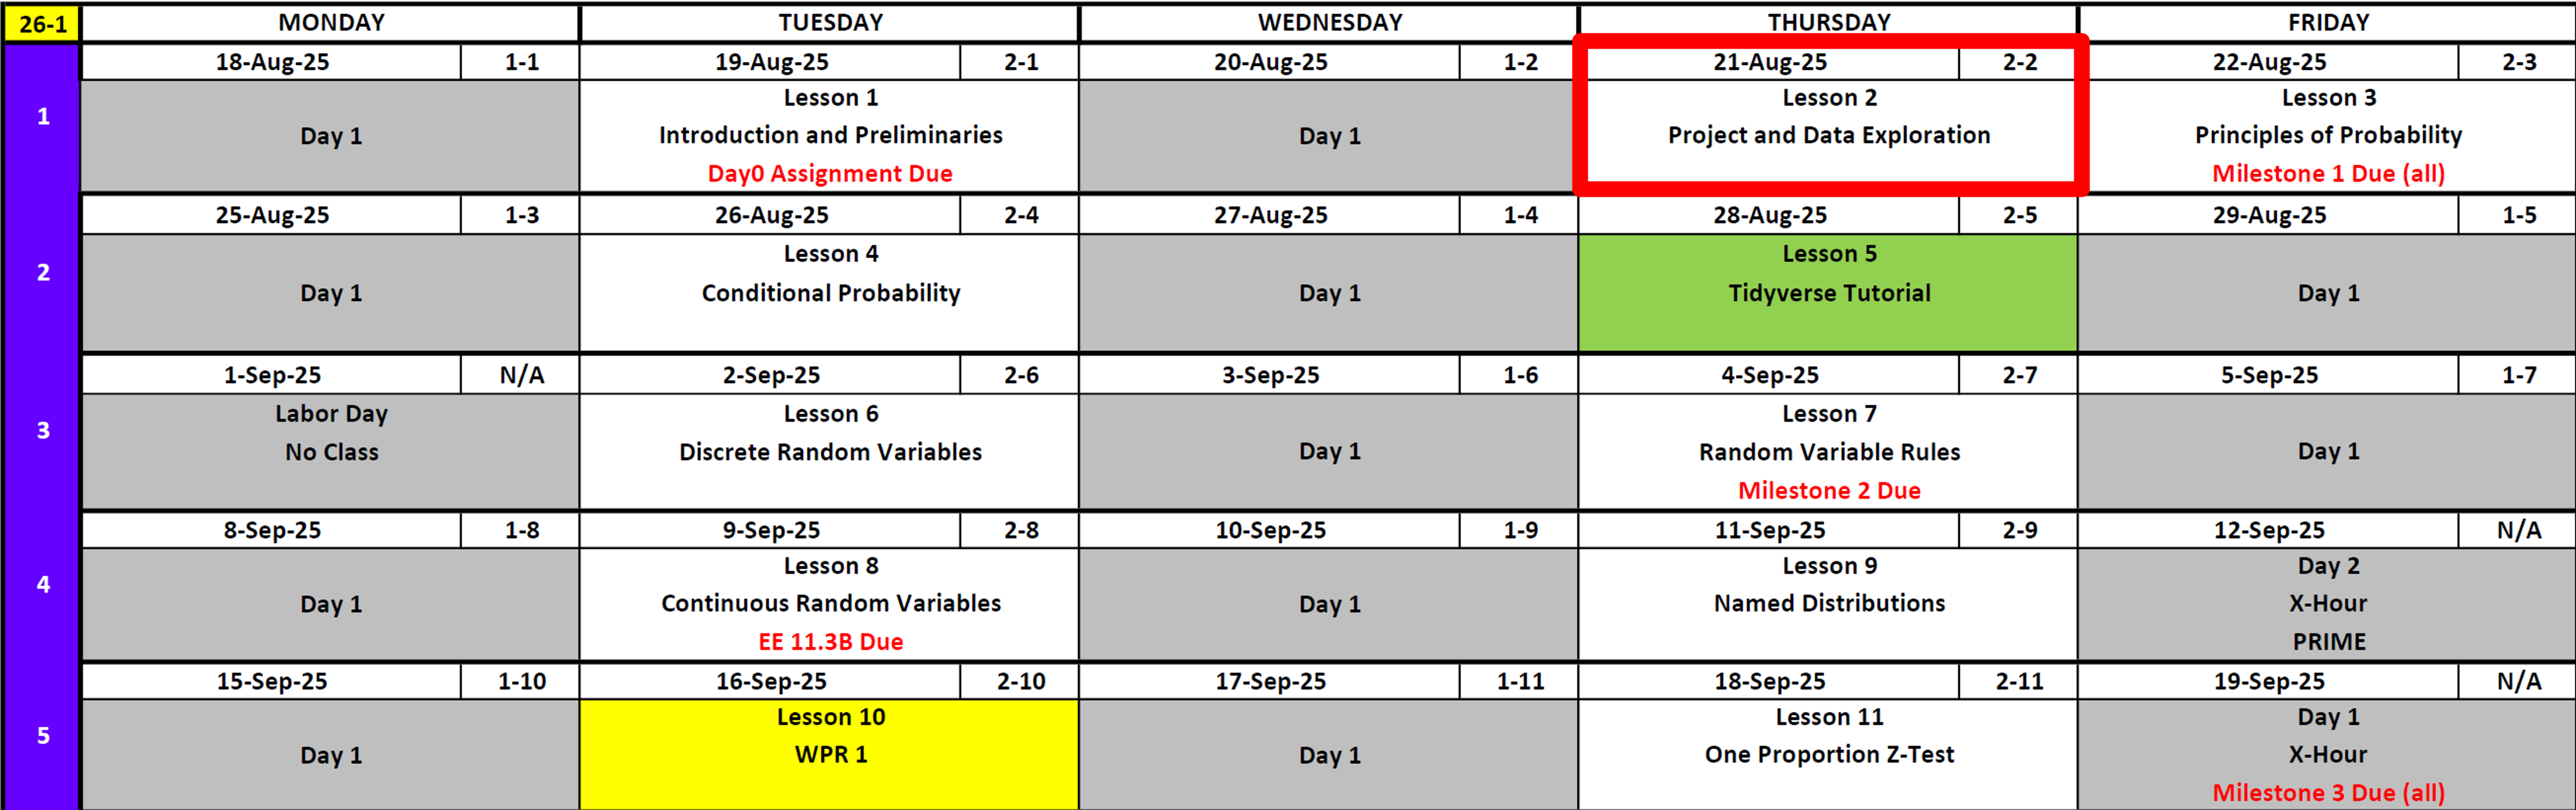 26-1 MONDAY TUESDAY WEDNESDAY THURSDAY FRIDAY
18-Aug-25 1-1 19-Aug-25 2-1 20-Aug-25 1-2 21-Aug-25 2-2 22-Aug-25 2-3
1
Day 1
Lesson 1
Introduction and Preliminaries
Day0 Assignment Due
Day 1
Lesson 2
Project and Data Exploration
Lesson 3
Principles of Probability
Milestone 1 Due (all)
25-Aug-25 1-3 26-Aug-25 2-4 27-Aug-25 1-4 28-Aug-25 2-5 29-Aug-25 1-5
2
Day 1
Lesson 4
Conditional Probability
Day 1
Lesson 5
Tidyverse Tutorial
Day 1
1-Sep-25 N/A 2-Sep-25 2-6 3-Sep-25 1-6 4-Sep-25 2-7 5-Sep-25 1-7
3
Labor Day
No Class
Lesson 6
Discrete Random Variables
Day 1
Lesson 7
Random Variable Rules
Milestone 2 Due
Day 1
8-Sep-25 1-8 9-Sep-25 2-8 10-Sep-25 1-9 11-Sep-25 2-9 12-Sep-25 N/A
4
Day 1
Lesson 8
Continuous Random Variables
EE 11.3B Due
Day 1
Lesson 9
Named Distributions
Day 2
X-Hour
PRIME
15-Sep-25 1-10 16-Sep-25 2-10 17-Sep-25 1-11 18-Sep-25 2-11 19-Sep-25 N/A
5
Day 1
Lesson 10
WPR 1
Day 1
Lesson 11
One Proportion Z-Test
Day 1
X-Hour
Milestone 3 Due (all)